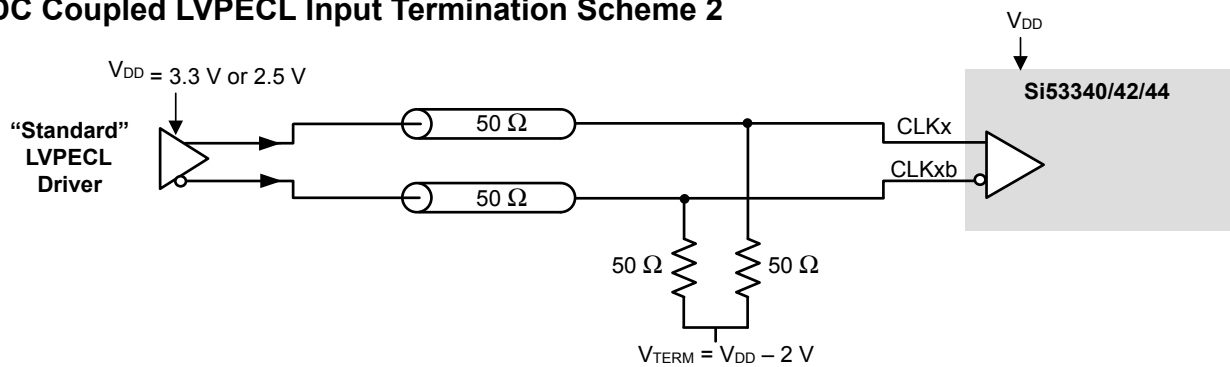 DC Coupled LVPECL Input Termination Scheme 2
VDD
VDD = 3.3 V or 2.5 V
Si53340/42/44
“Standard”
LVPECL
Driver
50 Ω
CLKx
CLKxb
50 Ω
50 Ω
50 Ω
VTERM = VDD – 2 V